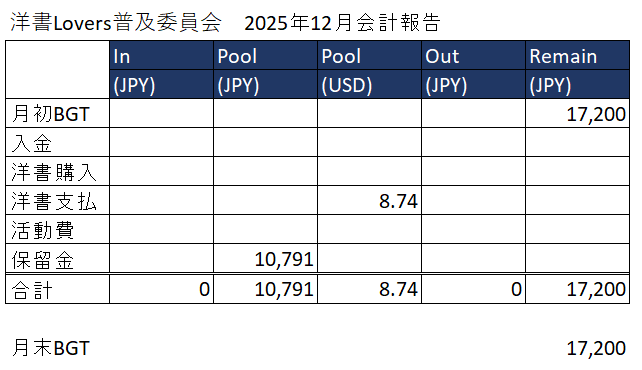 洋書Lovers普及委員会　2025年12月会計報告
In Pool Pool Out Remain
(JPY) (JPY) (USD) (JPY) (JPY)
月初BGT 17,200
入金
洋書購入
洋書支払 8.74
活動費
保留金 10,791
合計 0 10,791 8.74 0 17,200
月末BGT 17,200